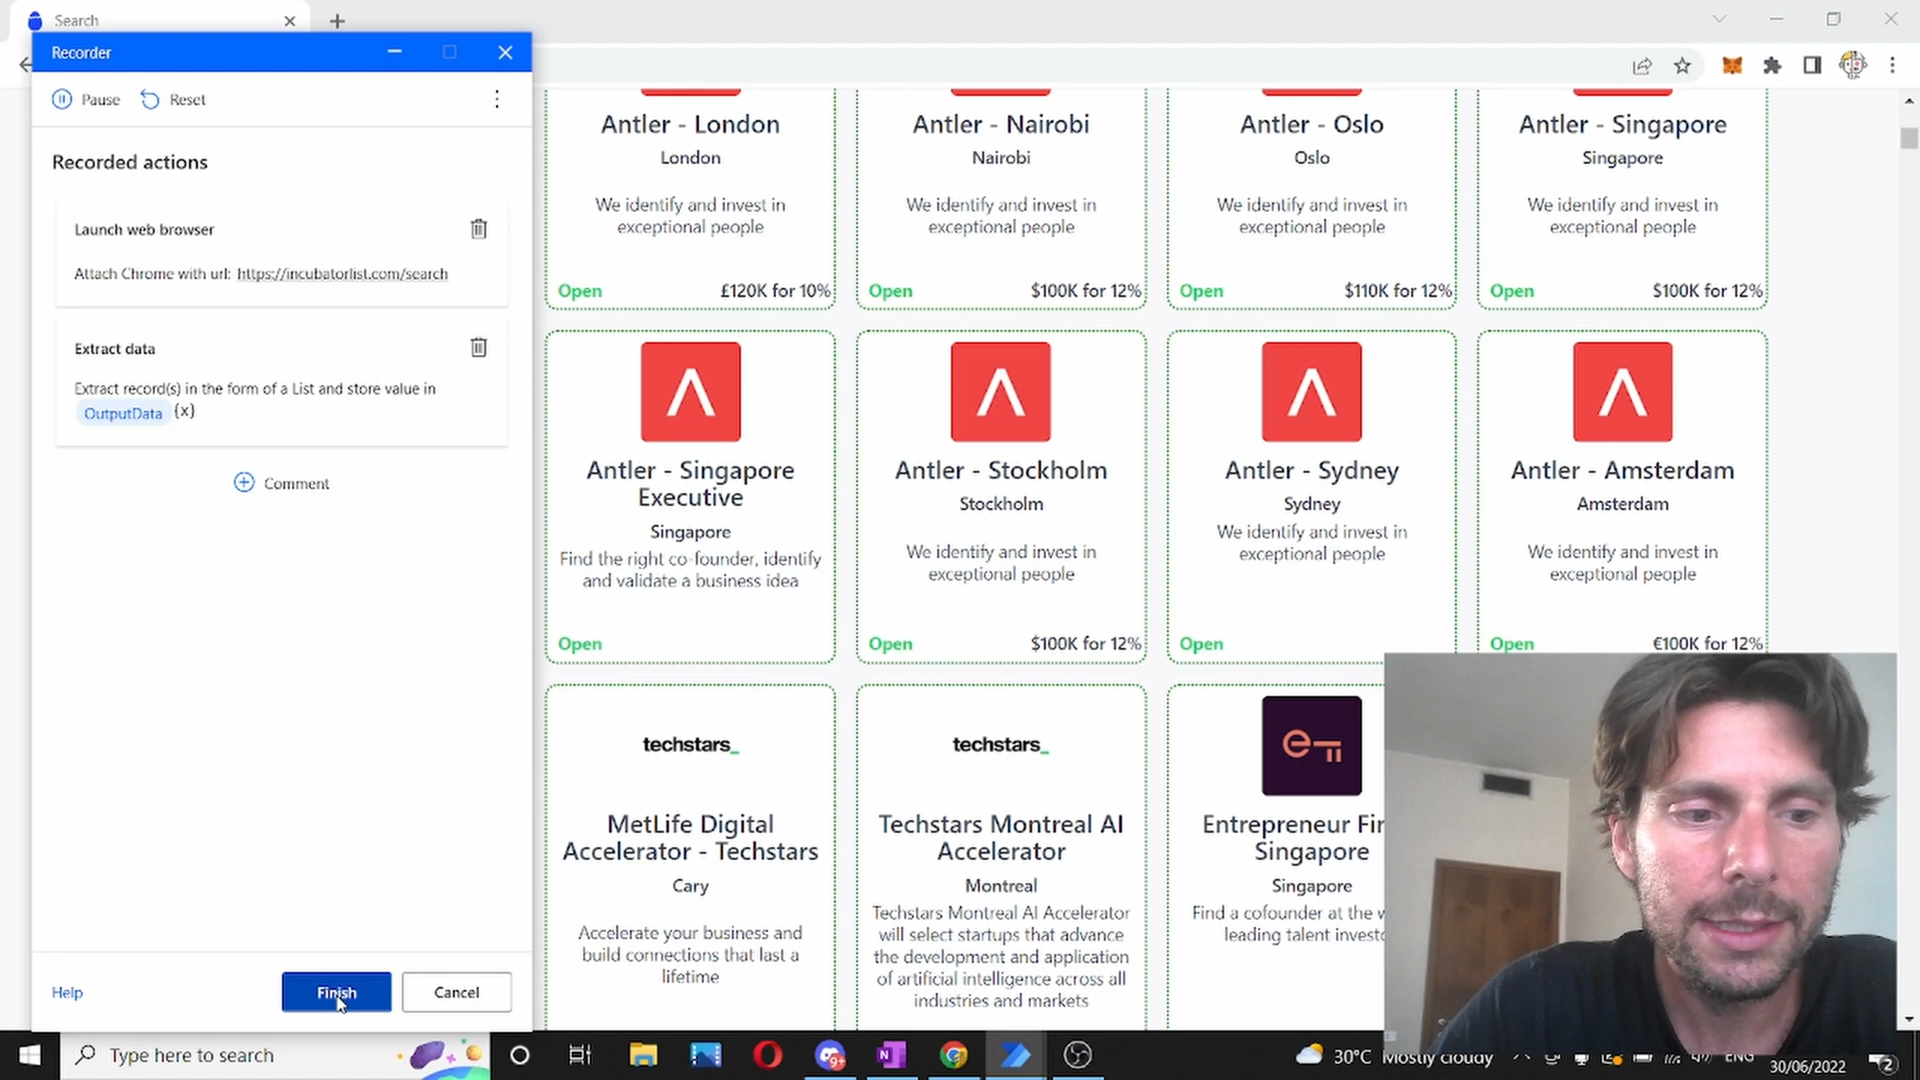 Search
Recorder
Pause
Reset
Recorded actions
Launch web browser
Attach Chrome with url: https://incubatorlist.com/search
Extract data
Extract record(s) in the form of a List and store value in
OutputData {x}
Comment
Help
Finish
Cancel
Antler - London
London
We identify and invest in
exceptional people
Open
£120K for 10%
Antler - Nairobi
Nairobi
We identify and invest in
exceptional people
Open
$100K for 12%
Antler - Oslo
Oslo
We identify and invest in
exceptional people
Open
$110K for 12%
Antler - Singapore
Singapore
We identify and invest in
exceptional people
Open
$100K for 12%
Antler - Singapore
Executive
Singapore
Find the right co-founder, identify
and validate a business idea
Open
Antler - Stockholm
Stockholm
We identify and invest in
exceptional people
Open
$100K for 12%
Antler - Sydney
Sydney
We identify and invest in
exceptional people
Open
Antler - Amsterdam
Amsterdam
We identify and invest in
exceptional people
Open
€100K for 12%
techstars_
MetLife Digital
Accelerator - Techstars
Cary
Accelerate your business and
build connections that last a
lifetime
techstars_
Techstars Montreal AI
Accelerator
Montreal
Techstars Montreal AI Accelerator
will select startups that advance
the development and application
of artificial intelligence across all
industries and markets
Entrepreneur Fir
Singapore
Singapore
Find a cofounder at the w
leading talent invest
Type here to search
9+
30°C Mostly cloudy
ENG
30/06/2022
2